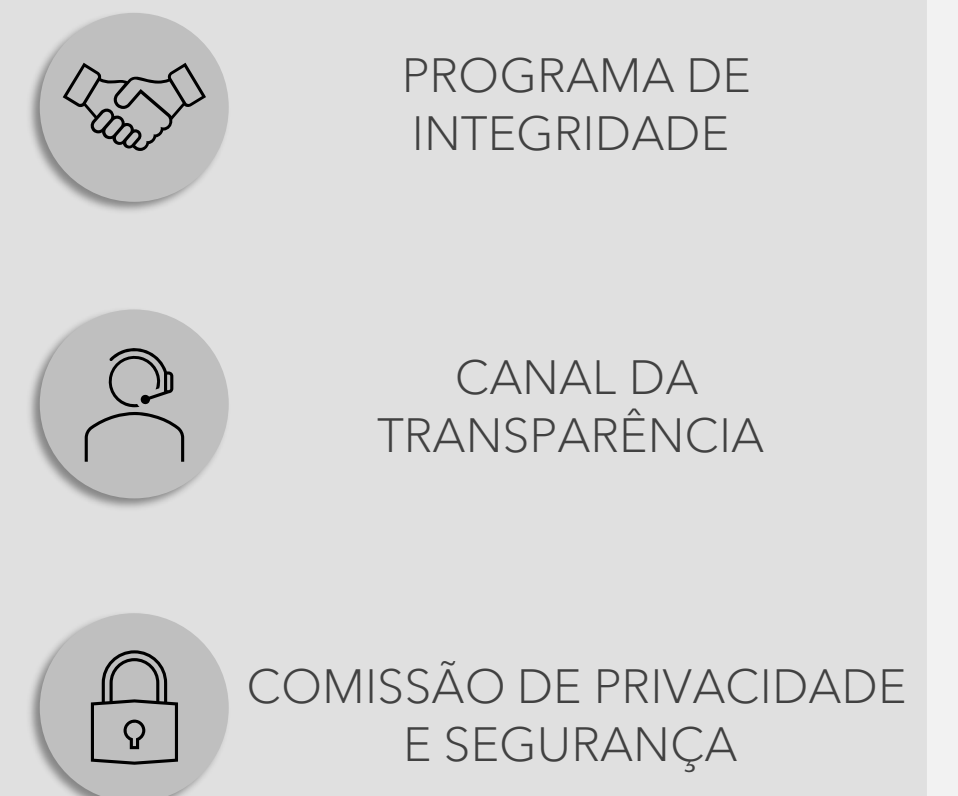 PROGRAMA DE
INTEGRIDADE
CANAL DA
TRANSPARÊNCIA
COMISSÃO DE PRIVACIDADE
E SEGURANÇA